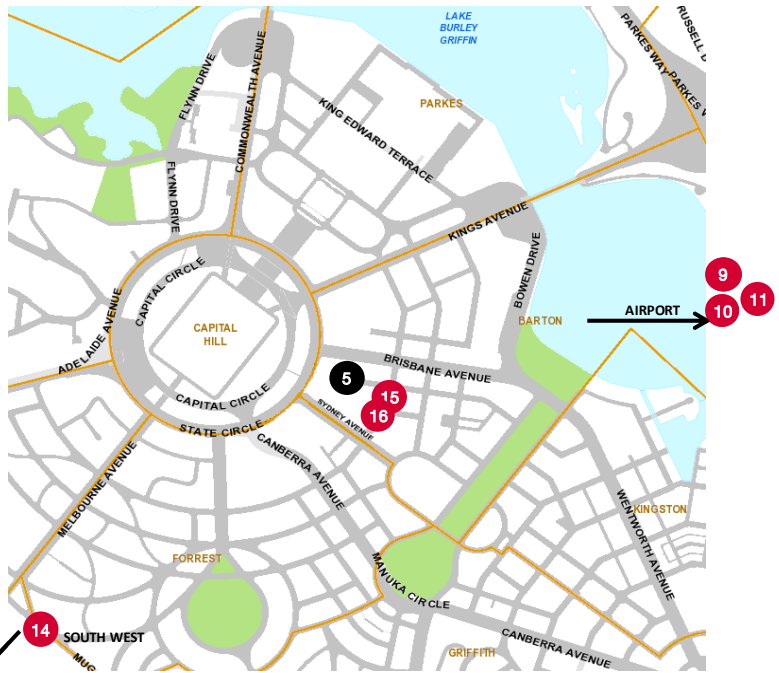 LAKE
BURLEY
GRIFFIN
PARKES WAY
RUSSELL D
PARKES W
FLYNN DRIVE
COMMONWEALTH AVENUE
PARKES
KING EDWARD TERRACE
FLYNN DRIVE
KINGS AVENUE
BOWEN DRIVE
CAPITAL CIRCLE
9
11
10
AIRPORT
BARTON
CAPITAL
HILL
ADELAIDE AVENUE
BRISBANE AVENUE
5
15
16
CAPITAL CIRCLE
SYDNEY AVENUE
STATE CIRCLE
CANBERRA AVENUE
MELBOURNE AVENUE
WENTWORTH AVENUE
KINGSTON
FORREST
MANUKA CIRCLE
14
SOUTH WEST
MUG
CANBERRA AVENUE
GRIFFITH